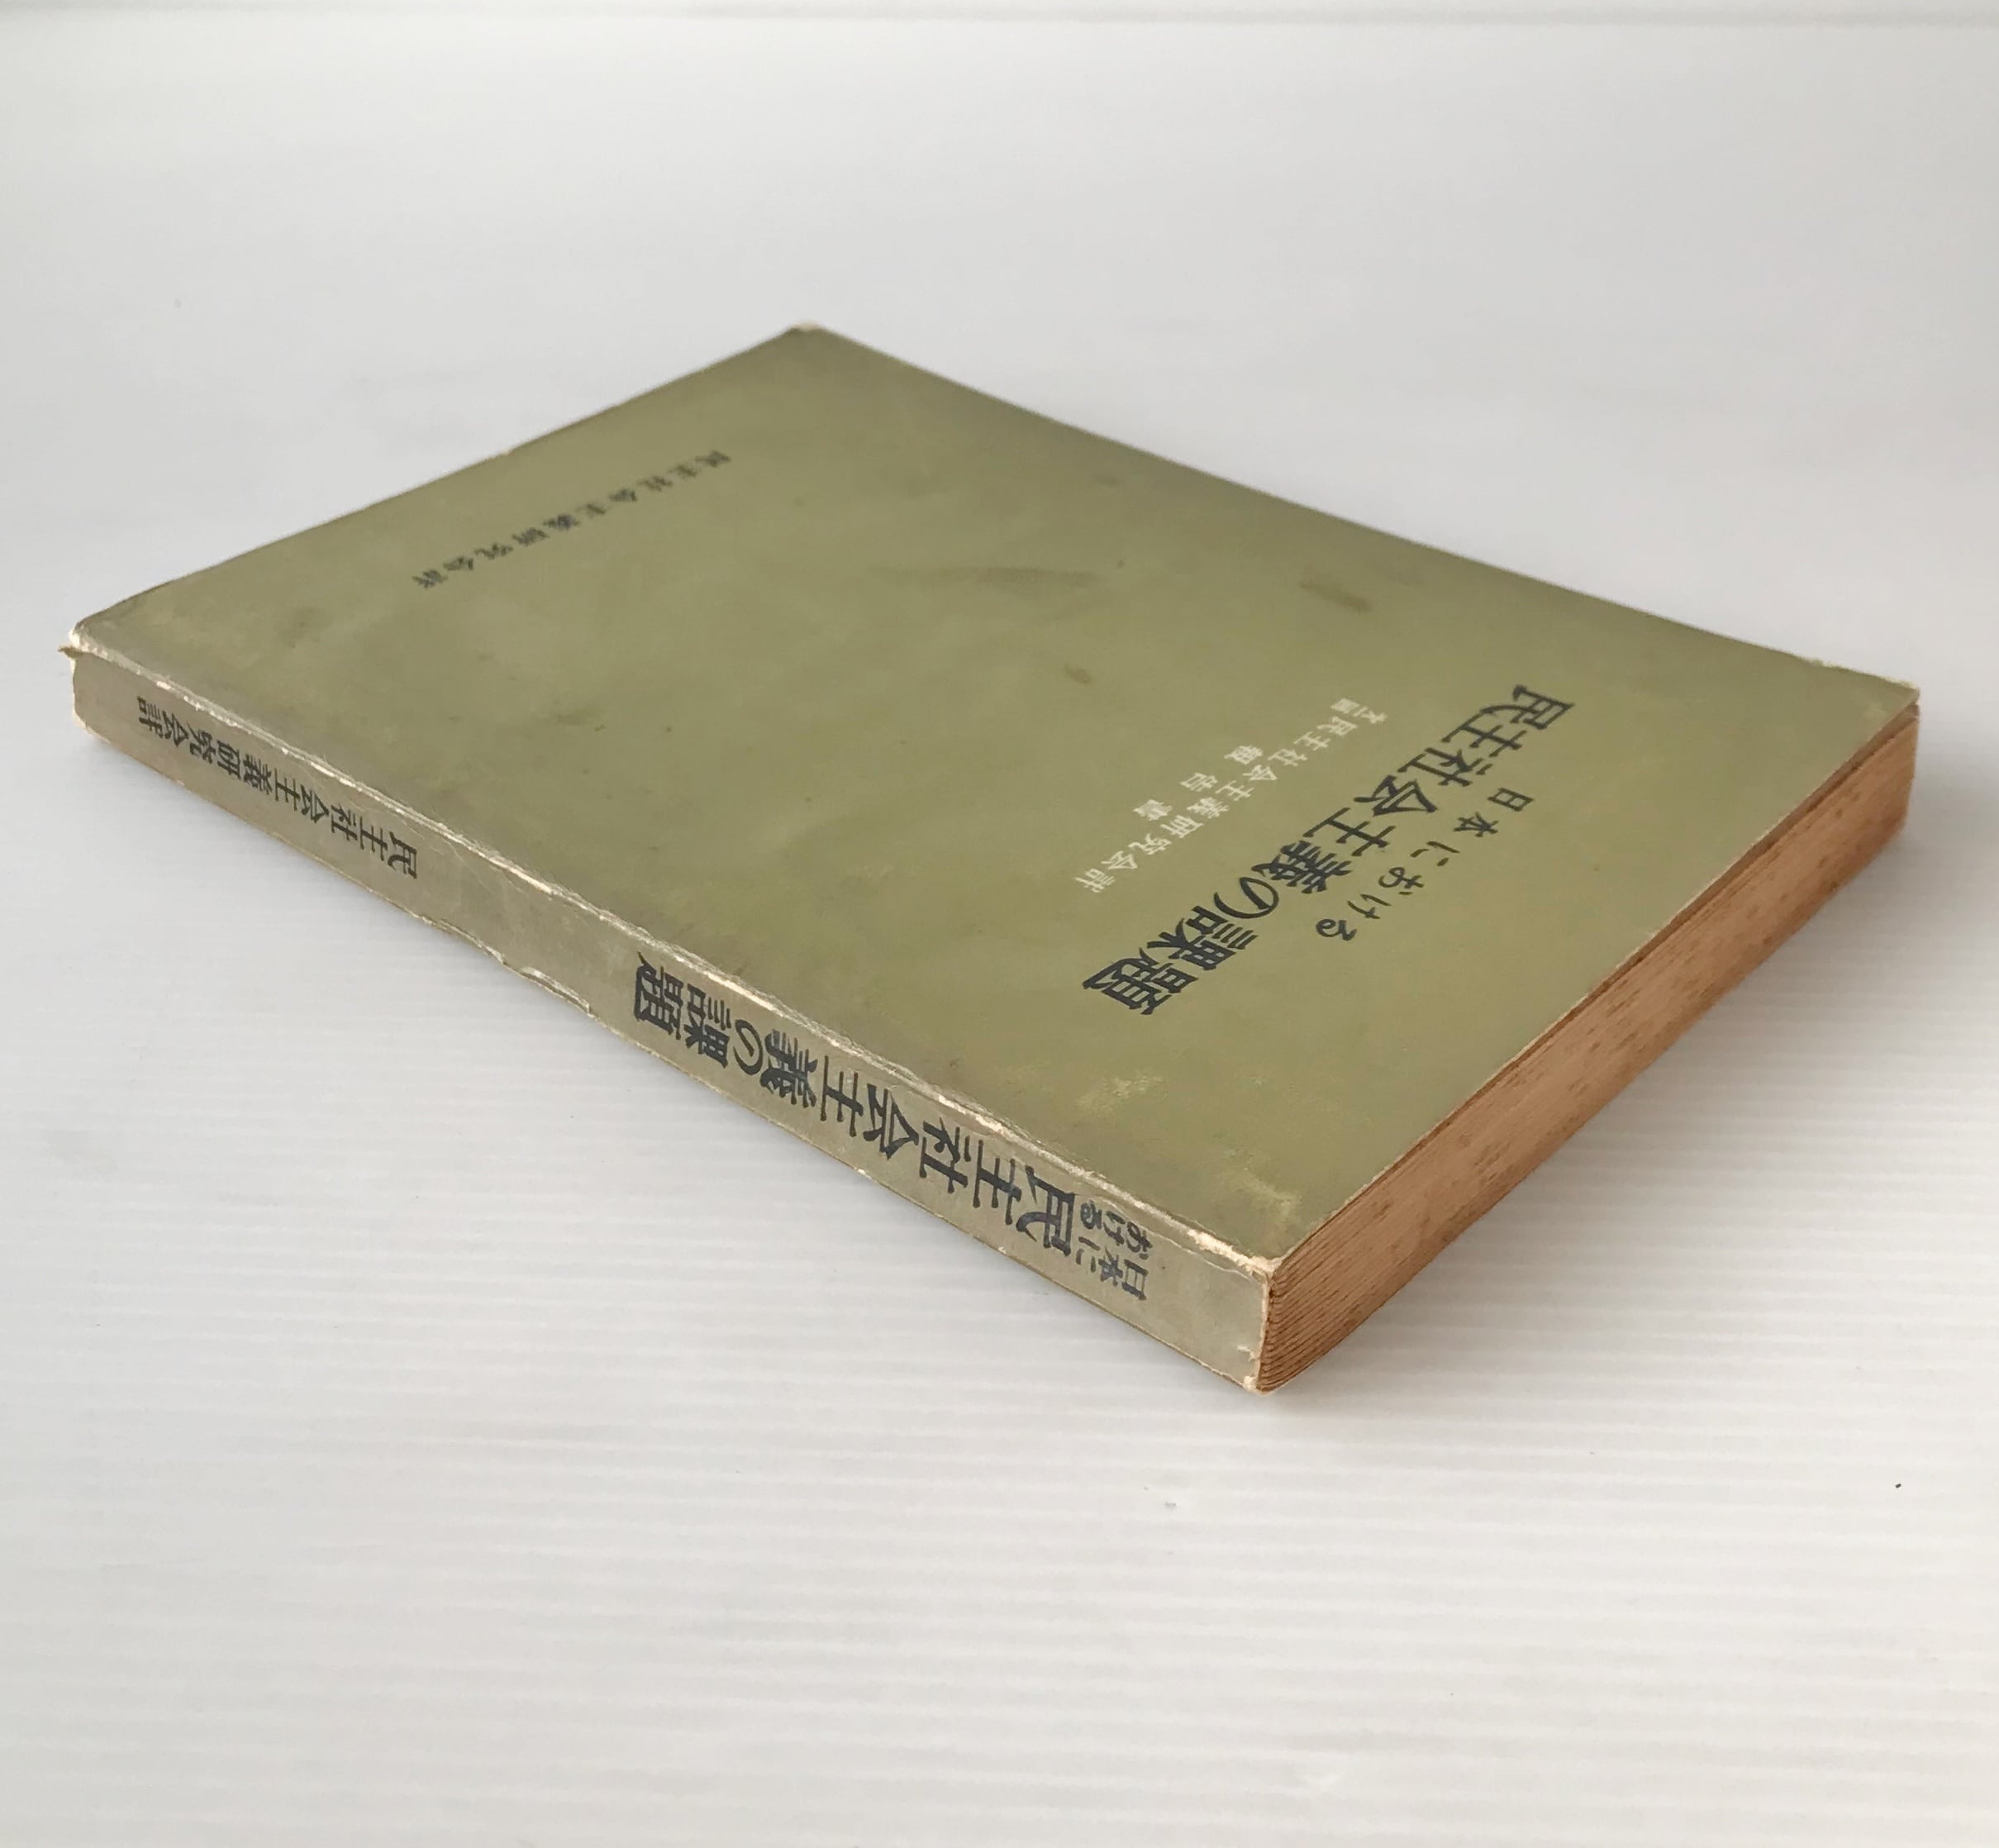 日本における
民主社会主義の課題
才一回民主社会主義研究会議
報告書
民主社会主義研究会議
日本における
民主社会主義の課題
民主社会主義研究会議